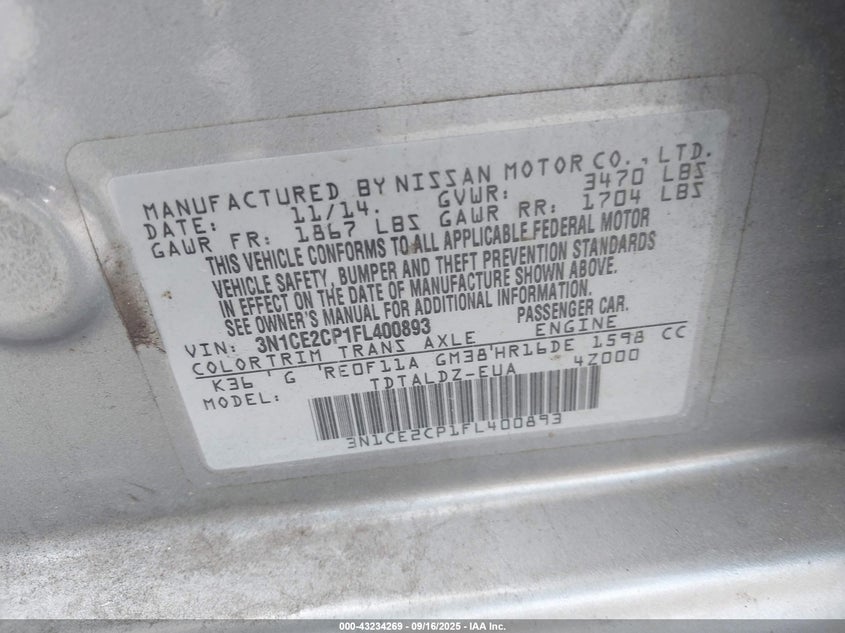 MANUFACTURED BY NISSAN MOTOR CO., LTD.
DATE: 11/14. GVWR: 3470 LBS
GAWR FR: 1867 LBS GAWR RR: 1704 LBS
THIS VEHICLE CONFORMS TO ALL APPLICABLE FEDERAL MOTOR
VEHICLE SAFETY, BUMPER AND THEFT PREVENTION STANDARDS
IN EFFECT ON THE DATE OF MANUFACTURE SHOWN ABOVE.
SEE OWNER'S MANUAL FOR ADDITIONAL INFORMATION.
VIN: 3N1CE2CP1FL400893 PASSENGER CAR.
COLORTRIM TRANS AXLE ENGINE
K36 ' G 'RE0F11A GM38'HR16DE 1598 CC
MODEL: TDTALDZ-EUA 4Z000
3N1CE2CP1FL400893
000-43234269 - 09/16/2025 - IAA Inc.